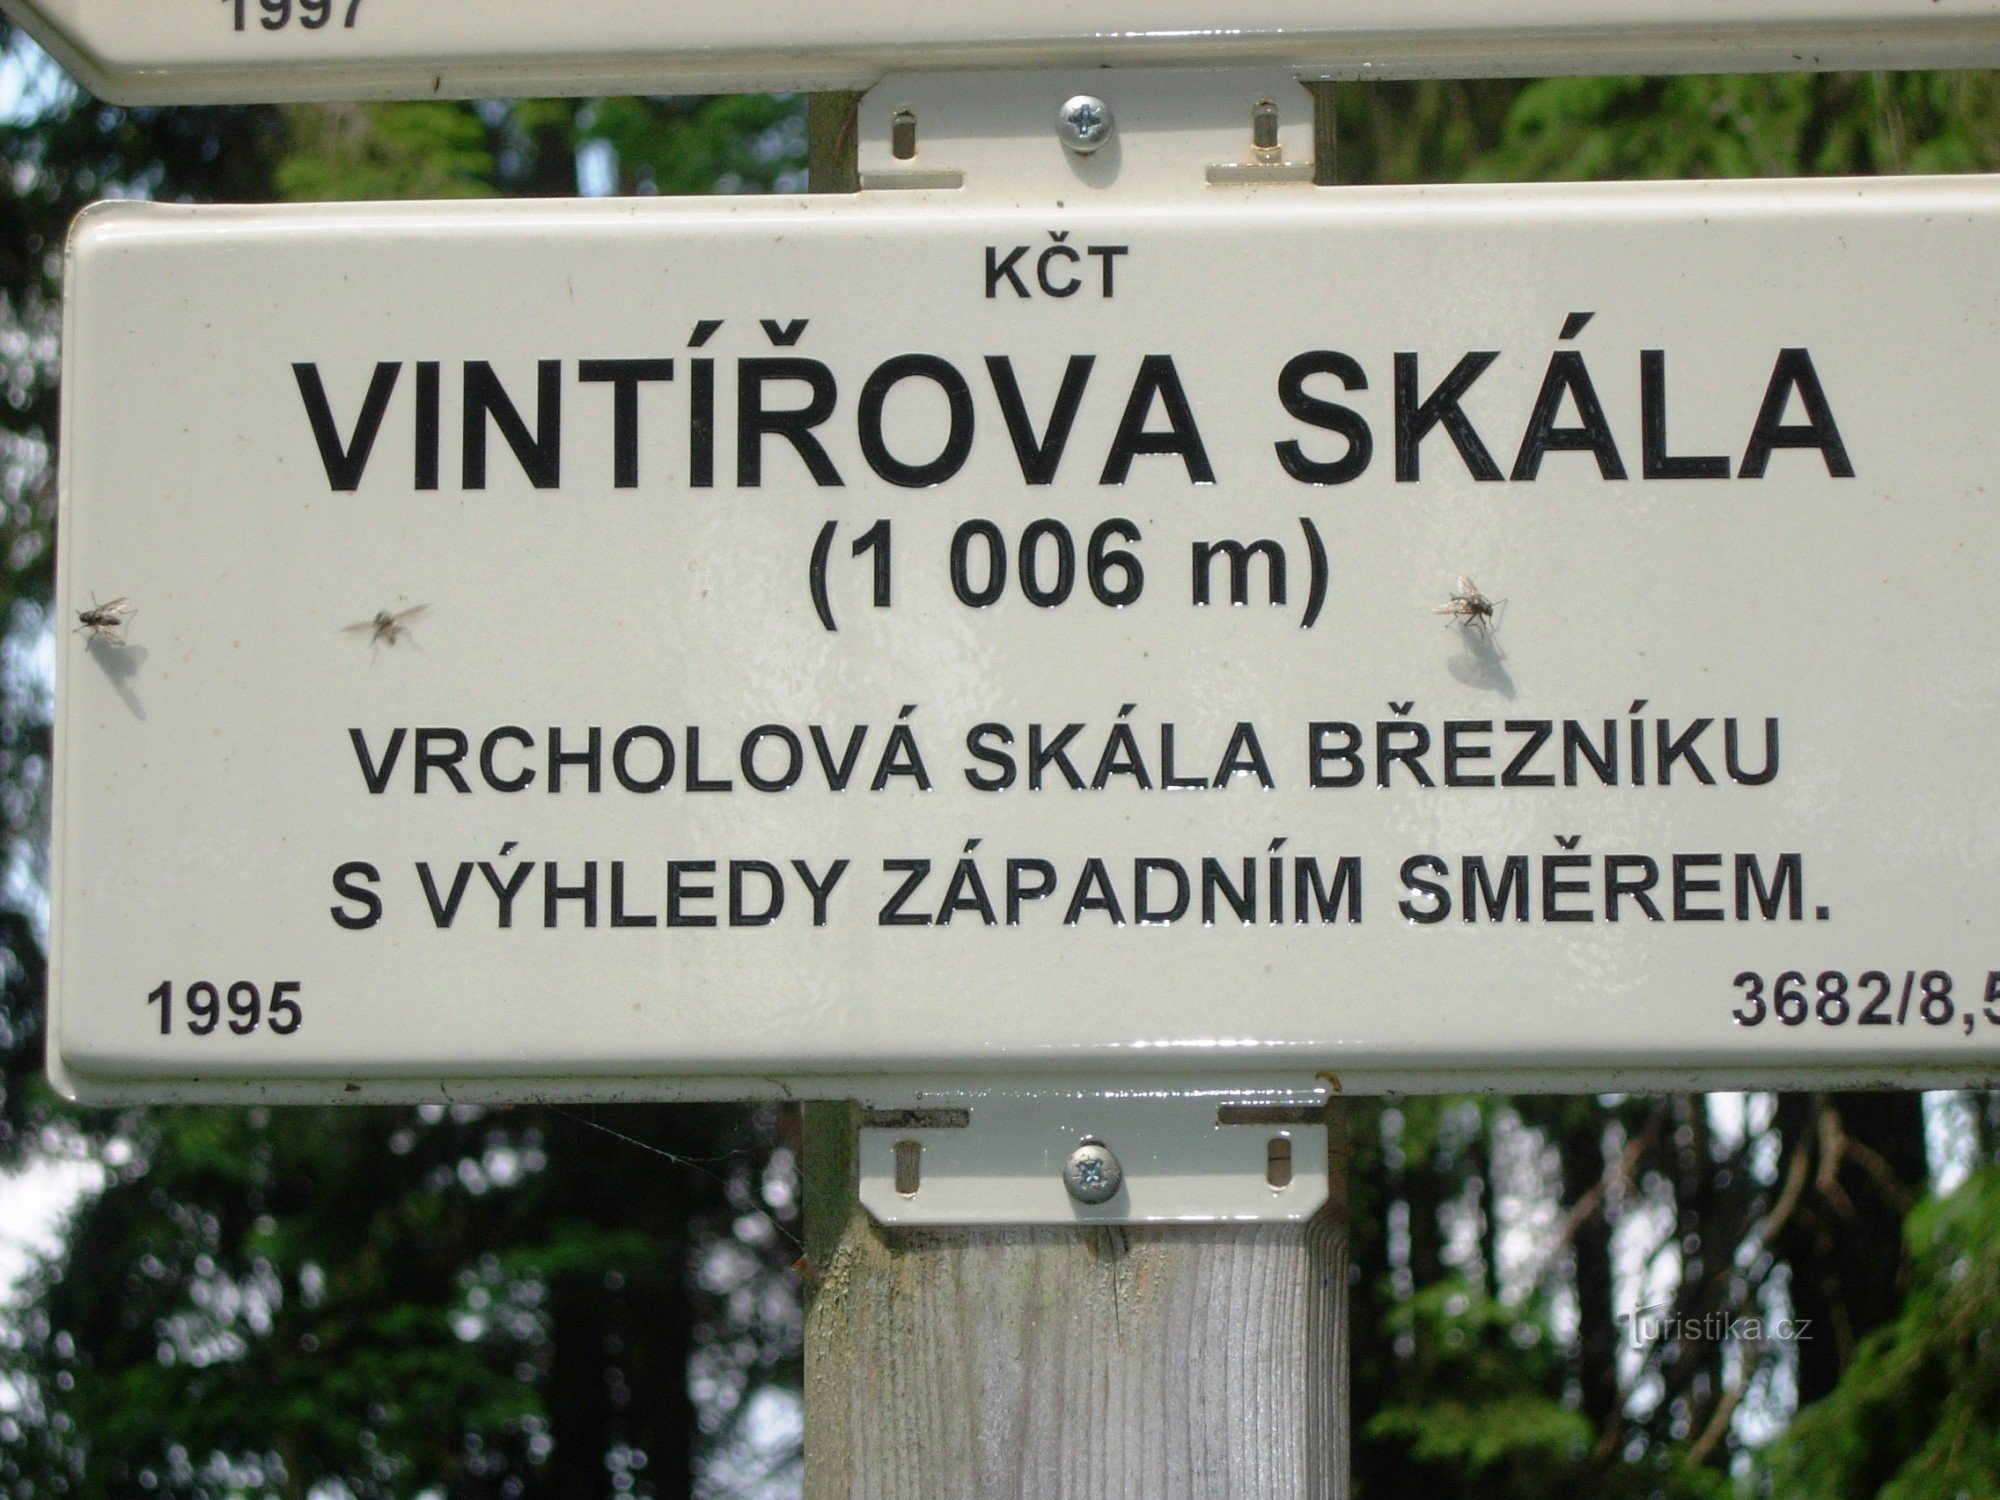 1997
KČT
VINTÍŘOVA SKÁLA
(1 006 m)
VRCHOLOVÁ SKÁLA BŘEZNÍKU
S VÝHLEDY ZÁPADNÍM SMĚREM.
1995
3682/8,5
Turistika.cz